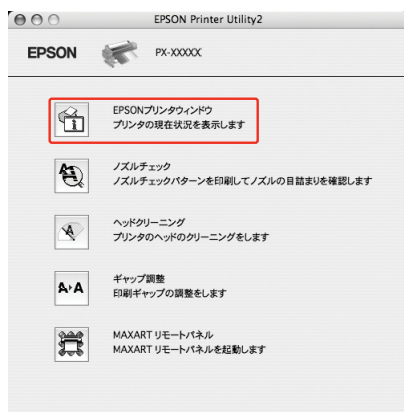 EPSON Printer Utility2
EPSON PX-XXXXX
EPSONプリンタウィンドウ
プリンタの現在状況を表示します
ノズルチェック
ノズルチェックパターンを印刷してノズルの目詰まりを確認します
ヘッドクリーニング
プリンタのヘッドのクリーニングをします
ギャップ調整
印刷ギャップの調整をします
MAXART リモートパネル
MAXART リモートパネルを起動します